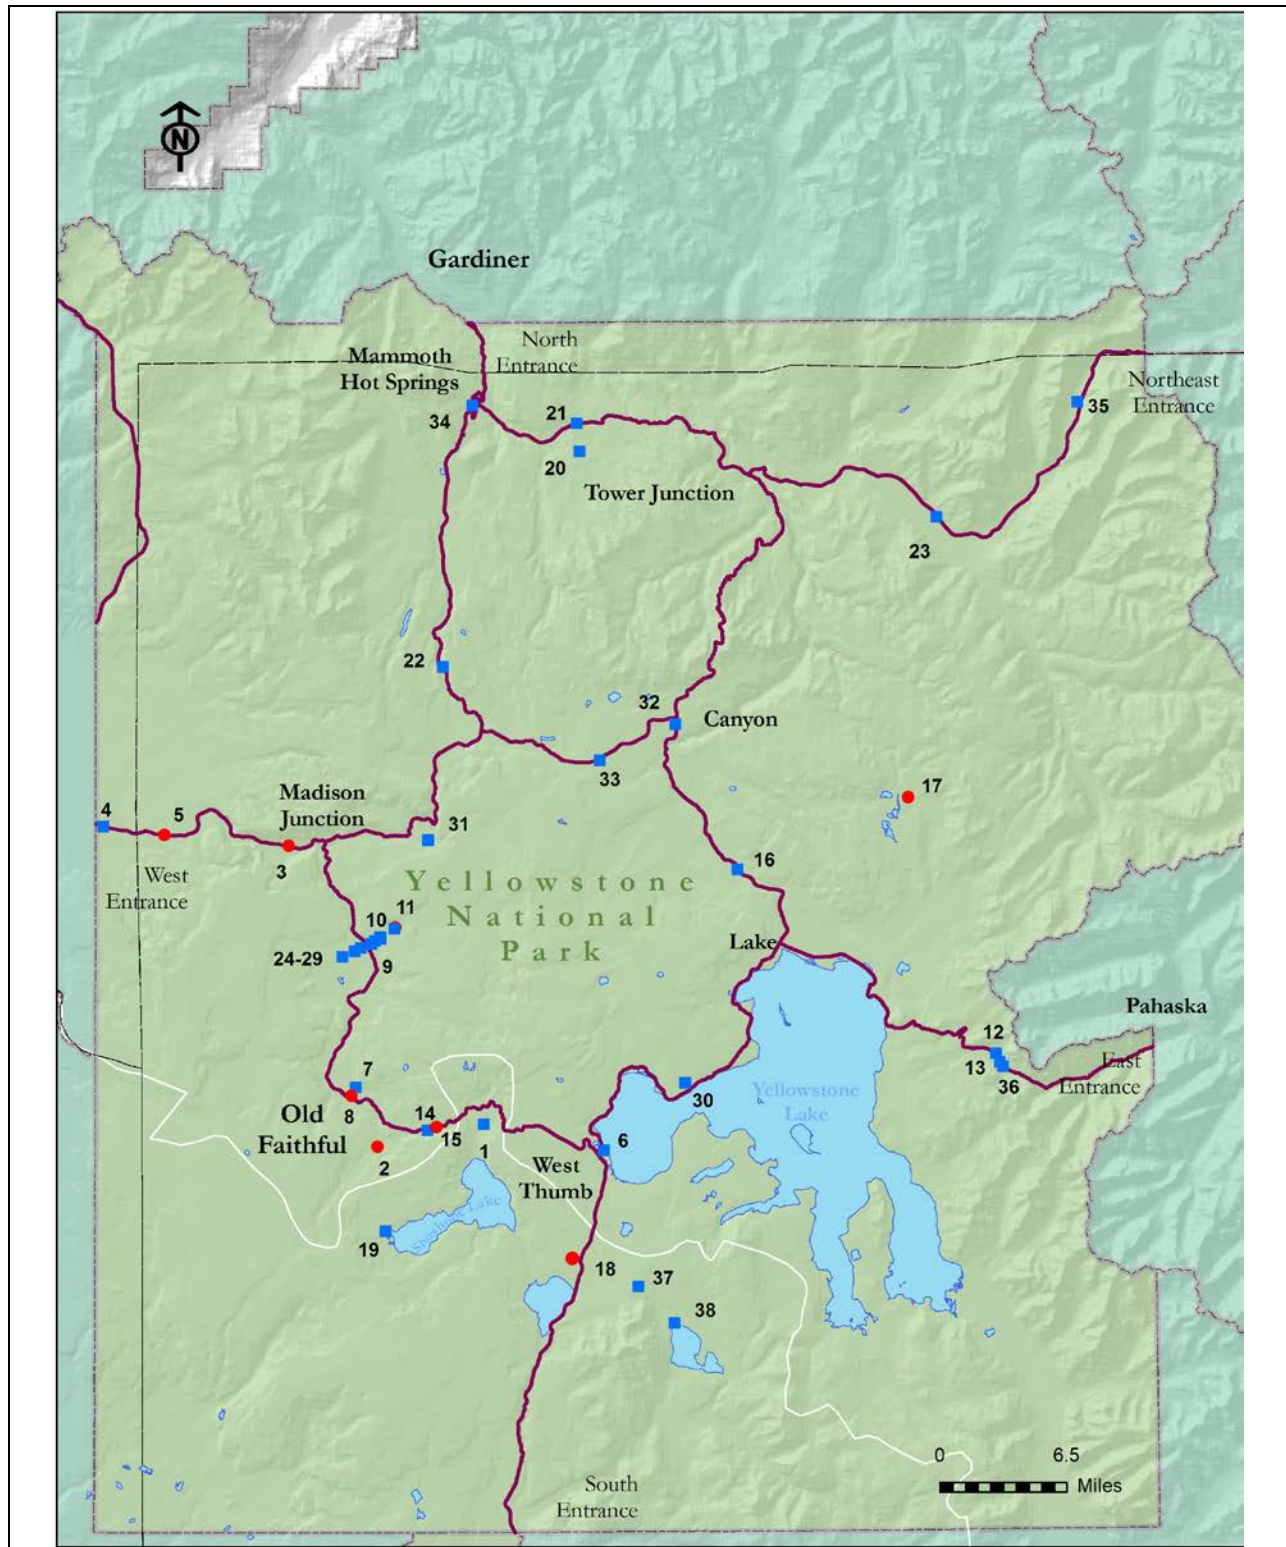 N
Gardiner
North
Entrance
Mammoth
Hot Springs
34
21
20
Tower Junction
Northeast
Entrance
35
23
22
32
Canyon
33
17
Madison
Junction
4
5
3
31
West
Entrance
16
Yellowstone
National
Park
10
11
24-29
9
Lake
Pahaska
12
13
36
East
Entrance
7
8
Old
Faithful
14
15
2
1
30
Yellowstone
Lake
6
West
Thumb
Shoshone Lake
19
18
37
38
0
6.5
Miles
South
Entrance